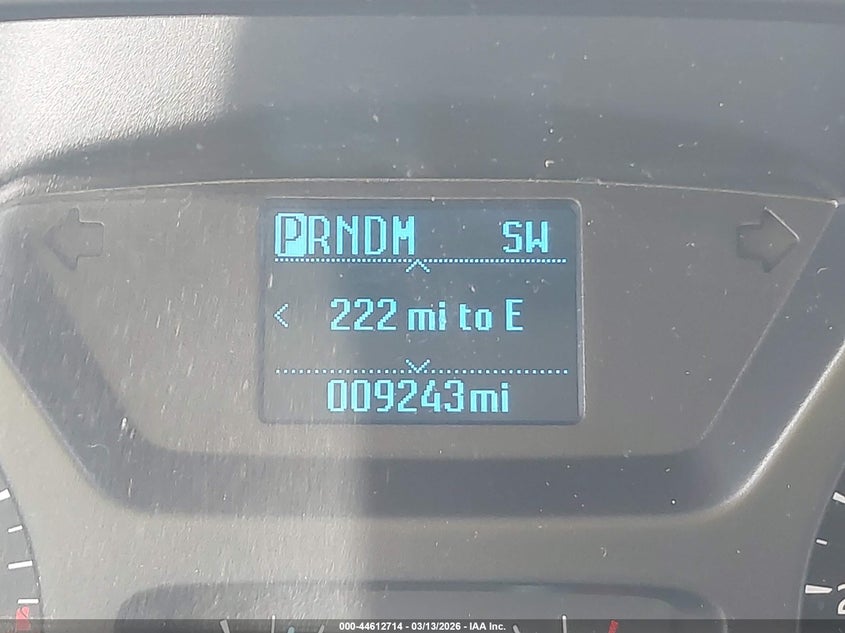 PRNDM SW
< 222 mi to E
009243mi
000-44612714 - 03/13/2026 - IAA Inc.